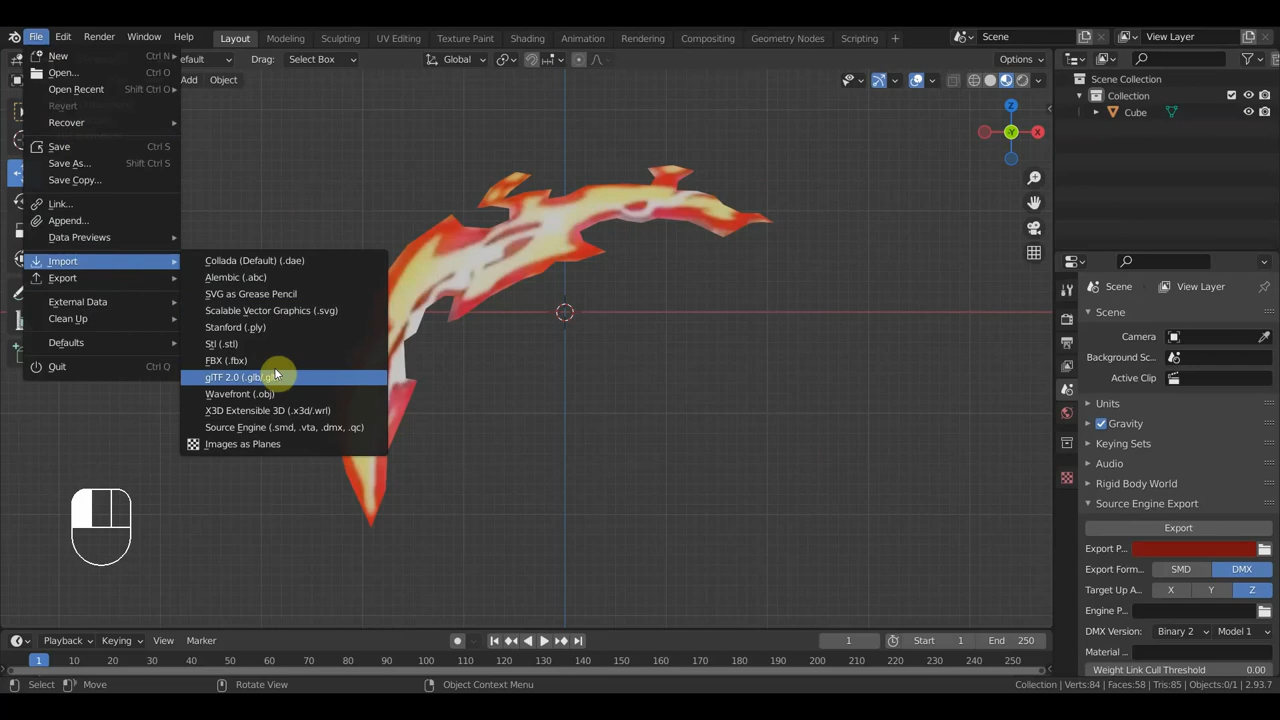 File Edit Render Window Help Layout Modeling Sculpting UV Editing Texture Paint Shading Animation Rendering Compositing Geometry Nodes Scripting + Scene View Layer
efault Drag: Select Box Global Options
Add Object
New Ctrl N
Open... Ctrl O
Open Recent Shift Ctrl O
Revert
Recover
Save Ctrl S
Save As... Shift Ctrl S
Save Copy...
Link...
Append...
Data Previews
Import
Export
External Data
Clean Up
Defaults
Quit Ctrl Q
Collada (Default) (.dae)
Alembic (.abc)
SVG as Grease Pencil
Scalable Vector Graphics (.svg)
Stanford (.ply)
Stl (.stl)
FBX (.fbx)
glTF 2.0 (.glb/.gl
Wavefront (.obj)
X3D Extensible 3D (.x3d/.wrl)
Source Engine (.smd, .vta, .dmx, .qc)
Images as Planes
Z
-Y X
Scene Collection
Collection
Cube
Scene View Layer
Scene
Camera
Background Sc...
Active Clip
Units
Gravity
Keying Sets
Audio
Rigid Body World
Source Engine Export
Export
Export P...
Export Form... SMD DMX
Target Up A... X Y Z
Engine P...
DMX Version: Binary 2 Model 1
Material ...
Weight Link Cull Threshold 0.00
Playback Keying View Marker 1 Start 1 End 250
1 10 20 30 40 50 60 70 80 90 100 110 120 130 140 150 160 170 180 190 200 210 220 230 240 250
Select Move Rotate View Object Context Menu Collection | Verts:84 | Faces:58 | Tris:85 | Objects:0/1 | 2.93.7